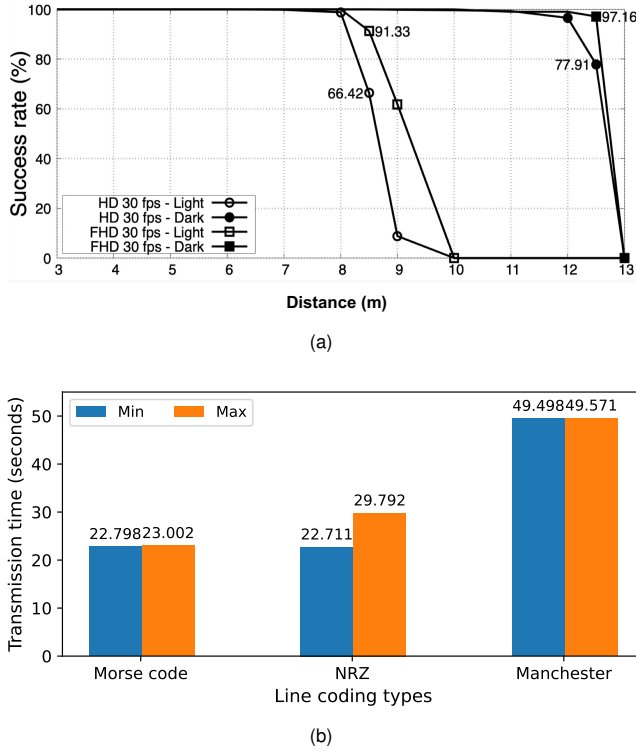 100
80
60
40
20
0
Success rate (%)
91.33
66.42
97.16
77.91
HD 30 fps - Light
HD 30 fps - Dark
FHD 30 fps - Light
FHD 30 fps - Dark
3 4 5 6 7 8 9 10 11 12 13
Distance (m)
(a)
Min Max
50
40
30
20
10
0
Transmission time (seconds)
22.798 23.002
22.711 29.792
49.498 49.571
Morse code NRZ Manchester
Line coding types
(b)